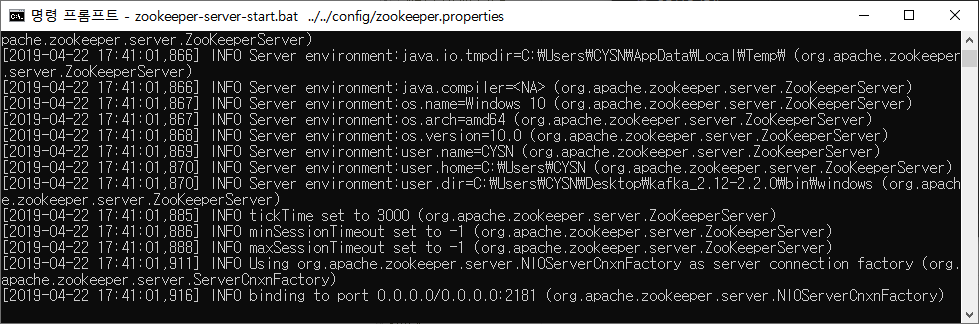 명령 프롬프트 - zookeeper-server-start.bat  ../../config/zookeeper.properties
pache.zookeeper.server.ZooKeeperServer)
[2019-04-22 17:41:01,866] INFO Server environment:java.io.tmpdir=C:₩Users₩CYSN₩AppData₩Local₩Temp₩ (org.apache.zookeeper
.server.ZooKeeperServer)
[2019-04-22 17:41:01,866] INFO Server environment:java.compiler=<NA> (org.apache.zookeeper.server.ZooKeeperServer)
[2019-04-22 17:41:01,867] INFO Server environment:os.name=Windows 10 (org.apache.zookeeper.server.ZooKeeperServer)
[2019-04-22 17:41:01,867] INFO Server environment:os.arch=amd64 (org.apache.zookeeper.server.ZooKeeperServer)
[2019-04-22 17:41:01,868] INFO Server environment:os.version=10.0 (org.apache.zookeeper.server.ZooKeeperServer)
[2019-04-22 17:41:01,869] INFO Server environment:user.name=CYSN (org.apache.zookeeper.server.ZooKeeperServer)
[2019-04-22 17:41:01,870] INFO Server environment:user.home=C:₩Users₩CYSN (org.apache.zookeeper.server.ZooKeeperServer)
[2019-04-22 17:41:01,870] INFO Server environment:user.dir=C:₩Users₩CYSN₩Desktop₩kafka_2.12-2.2.0₩bin₩windows (org.apach
e.zookeeper.server.ZooKeeperServer)
[2019-04-22 17:41:01,885] INFO tickTime set to 3000 (org.apache.zookeeper.server.ZooKeeperServer)
[2019-04-22 17:41:01,886] INFO minSessionTimeout set to -1 (org.apache.zookeeper.server.ZooKeeperServer)
[2019-04-22 17:41:01,888] INFO maxSessionTimeout set to -1 (org.apache.zookeeper.server.ZooKeeperServer)
[2019-04-22 17:41:01,911] INFO Using org.apache.zookeeper.server.NIOServerCnxnFactory as server connection factory (org.
apache.zookeeper.server.ServerCnxnFactory)
[2019-04-22 17:41:01,916] INFO binding to port 0.0.0.0/0.0.0.0:2181 (org.apache.zookeeper.server.NIOServerCnxnFactory)